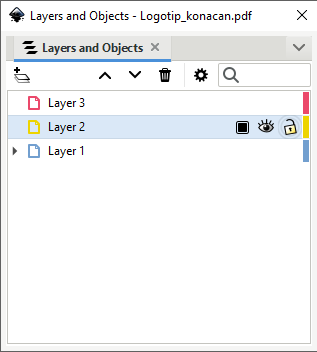 Layers and Objects - Logotip_konacan.pdf
Layers and Objects
Layer 3
Layer 2
Layer 1